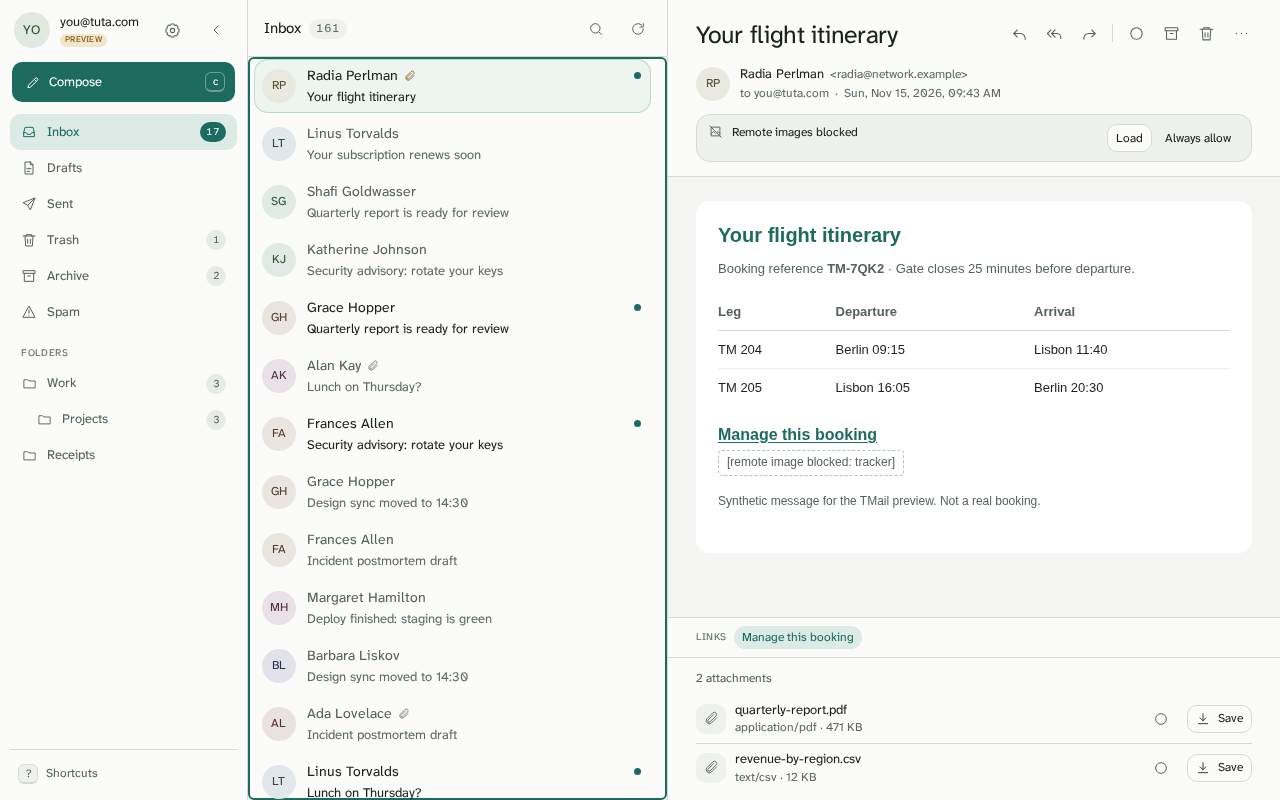 YO
you@tuta.com
PREVIEW
Compose
c
Inbox
17
Drafts
Sent
Trash
1
Archive
2
Spam
FOLDERS
Work
3
Projects
3
Receipts
?
Shortcuts
Inbox
161
RP
Radia Perlman
Your flight itinerary
LT
Linus Torvalds
Your subscription renews soon
SG
Shafi Goldwasser
Quarterly report is ready for review
KJ
Katherine Johnson
Security advisory: rotate your keys
GH
Grace Hopper
Quarterly report is ready for review
AK
Alan Kay
Lunch on Thursday?
FA
Frances Allen
Security advisory: rotate your keys
GH
Grace Hopper
Design sync moved to 14:30
FA
Frances Allen
Incident postmortem draft
MH
Margaret Hamilton
Deploy finished: staging is green
BL
Barbara Liskov
Design sync moved to 14:30
AL
Ada Lovelace
Incident postmortem draft
LT
Linus Torvalds
Lunch on Thursday?
Your flight itinerary
RP
Radia Perlman <radia@network.example>
to you@tuta.com · Sun, Nov 15, 2026, 09:43 AM
Remote images blocked
Load
Always allow
Your flight itinerary
Booking reference TM-7QK2 · Gate closes 25 minutes before departure.
Leg Departure Arrival
TM 204 Berlin 09:15 Lisbon 11:40
TM 205 Lisbon 16:05 Berlin 20:30
Manage this booking
[remote image blocked: tracker]
Synthetic message for the TMail preview. Not a real booking.
LINKS
Manage this booking
2 attachments
quarterly-report.pdf
application/pdf · 471 KB
Save
revenue-by-region.csv
text/csv · 12 KB
Save